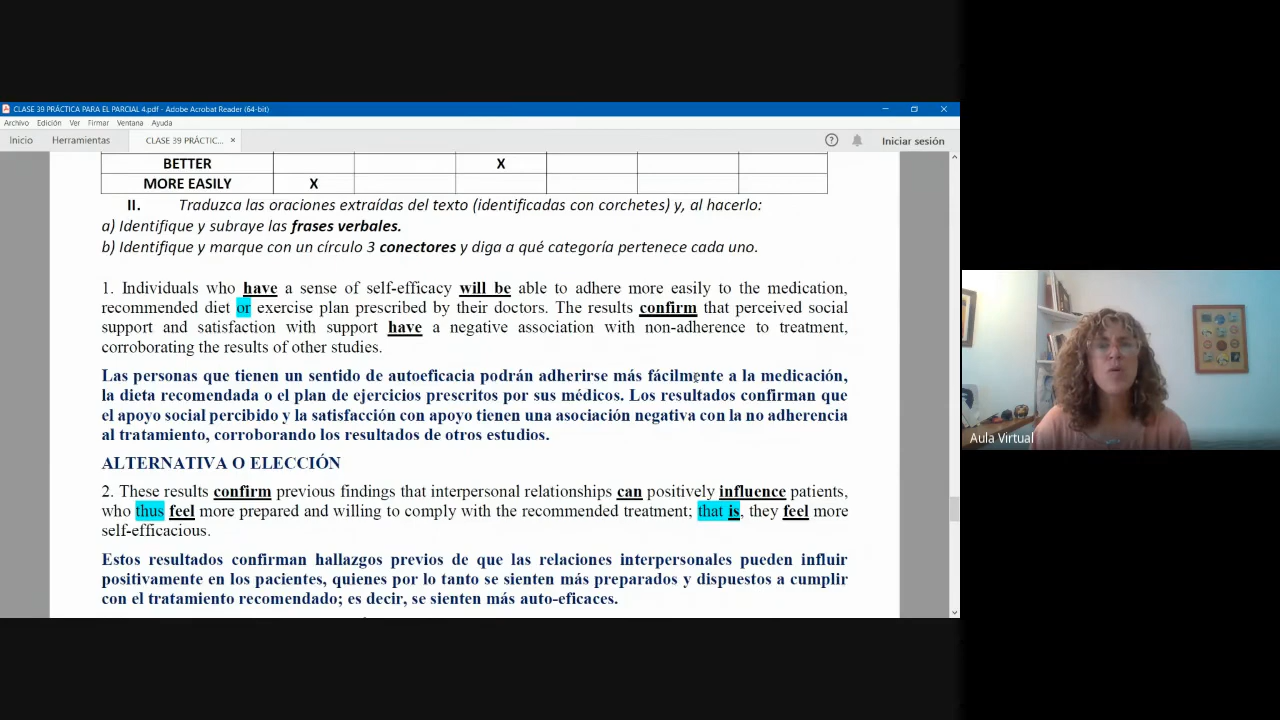 CLASE 39 PRÁCTICA PARA EL PARCIAL 4.pdf - Adobe Acrobat Reader (64-bit)
Archivo Edición Ver Firmar Ventana Ayuda
Inicio Herramientas CLASE 39 PRÁCTIC... × Iniciar sesión
BETTER X
MORE EASILY X
II. Traduzca las oraciones extraídas del texto (identificadas con corchetes) y, al hacerlo:
a) Identifique y subraye las frases verbales.
b) Identifique y marque con un círculo 3 conectores y diga a qué categoría pertenece cada uno.
1. Individuals who have a sense of self-efficacy will be able to adhere more easily to the medication,
recommended diet or exercise plan prescribed by their doctors. The results confirm that perceived social
support and satisfaction with support have a negative association with non-adherence to treatment,
corroborating the results of other studies.
Las personas que tienen un sentido de autoeficacia podrán adherirse más fácilmente a la medicación,
la dieta recomendada o el plan de ejercicios prescritos por sus médicos. Los resultados confirman que
el apoyo social percibido y la satisfacción con apoyo tienen una asociación negativa con la no adherencia
al tratamiento, corroborando los resultados de otros estudios.
ALTERNATIVA O ELECCIÓN
2. These results confirm previous findings that interpersonal relationships can positively influence patients,
who thus feel more prepared and willing to comply with the recommended treatment; that is, they feel more
self-efficacious.
Estos resultados confirman hallazgos previos de que las relaciones interpersonales pueden influir
positivamente en los pacientes, quienes por lo tanto se sienten más preparados y dispuestos a cumplir
con el tratamiento recomendado; es decir, se sienten más auto-eficaces.
Aula Virtual